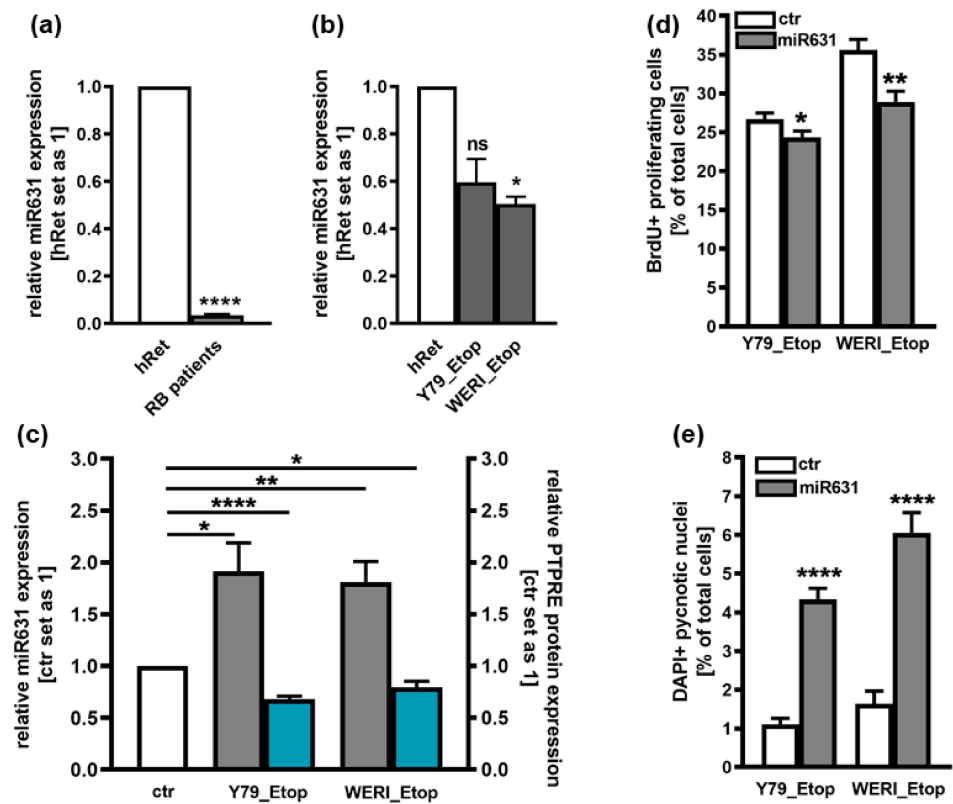 (a)
relative miR631 expression
[hRet set as 1]
1.0
0.8
0.6
0.4
0.2
0.0
****
hRet
RB patients
(b)
relative miR631 expression
[hRet set as 1]
1.0
0.8
0.6
0.4
0.2
0.0
ns
*
hRet
Y79_Etop
WERI_Etop
(d)
BrdU+ proliferating cells
[% of total cells]
40
35
30
25
20
15
10
5
0
ctr
miR631
*
**
Y79_Etop
WERI_Etop
(c)
relative miR631 expression
[ctr set as 1]
3.0
2.5
2.0
1.5
1.0
0.5
0.0
*
**
****
*
3.0
2.5
2.0
1.5
1.0
0.5
0.0
relative PTPRE protein expression
[ctr set as 1]
ctr
Y79_Etop
WERI_Etop
(e)
DAPI+ pycnotic nuclei
[% of total cells]
8
7
6
5
4
3
2
1
0
ctr
miR631
****
****
Y79_Etop
WERI_Etop